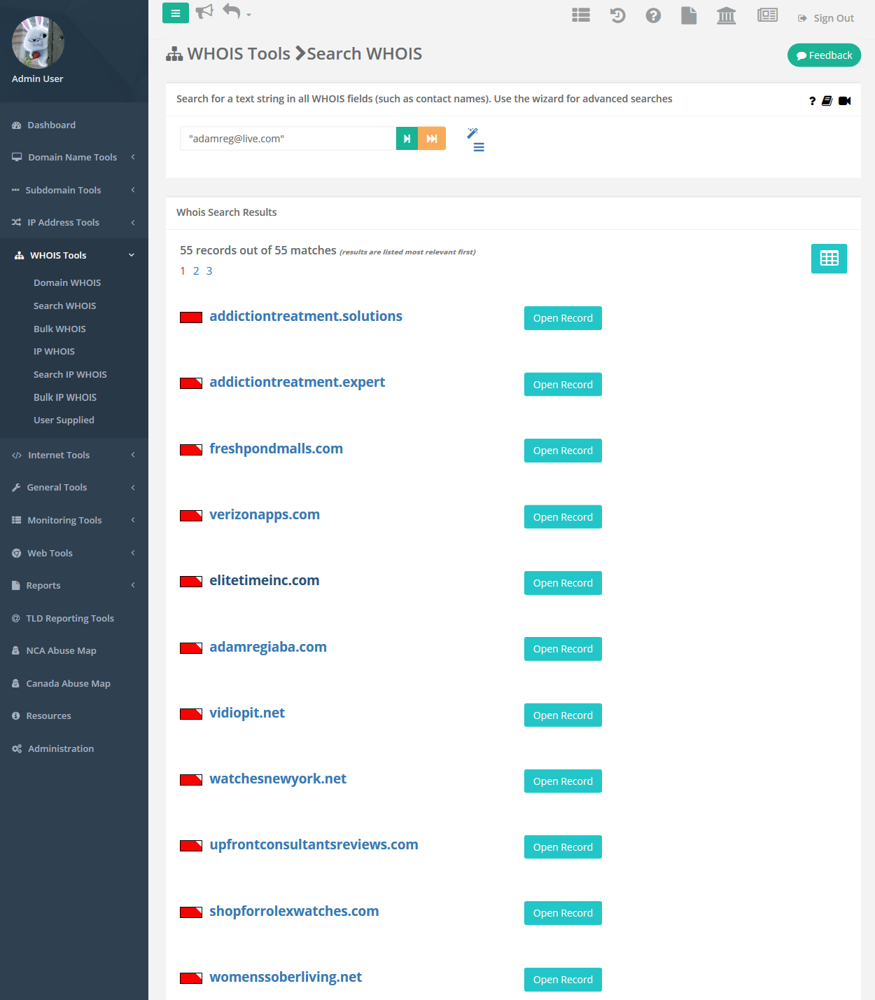 Sign Out
Admin User
WHOIS Tools Search WHOIS
Feedback
Dashboard
Domain Name Tools
Subdomain Tools
IP Address Tools
WHOIS Tools
Domain WHOIS
Search WHOIS
Bulk WHOIS
IP WHOIS
Search IP WHOIS
Bulk IP WHOIS
User Supplied
Internet Tools
General Tools
Monitoring Tools
Web Tools
Reports
TLD Reporting Tools
NCA Abuse Map
Canada Abuse Map
Resources
Administration
Search for a text string in all WHOIS fields (such as contact names). Use the wizard for advanced searches
"adamreg@live.com"
Whois Search Results
55 records out of 55 matches (results are listed most relevant first)
1 2 3
addictiontreatment.solutions Open Record
addictiontreatment.expert Open Record
freshpondmalls.com Open Record
verizonapps.com Open Record
elitetimeinc.com Open Record
adamregiaba.com Open Record
vidiopit.net Open Record
watchesnewyork.net Open Record
upfrontconsultantsreviews.com Open Record
shopforrolexwatches.com Open Record
womenssoberliving.net Open Record